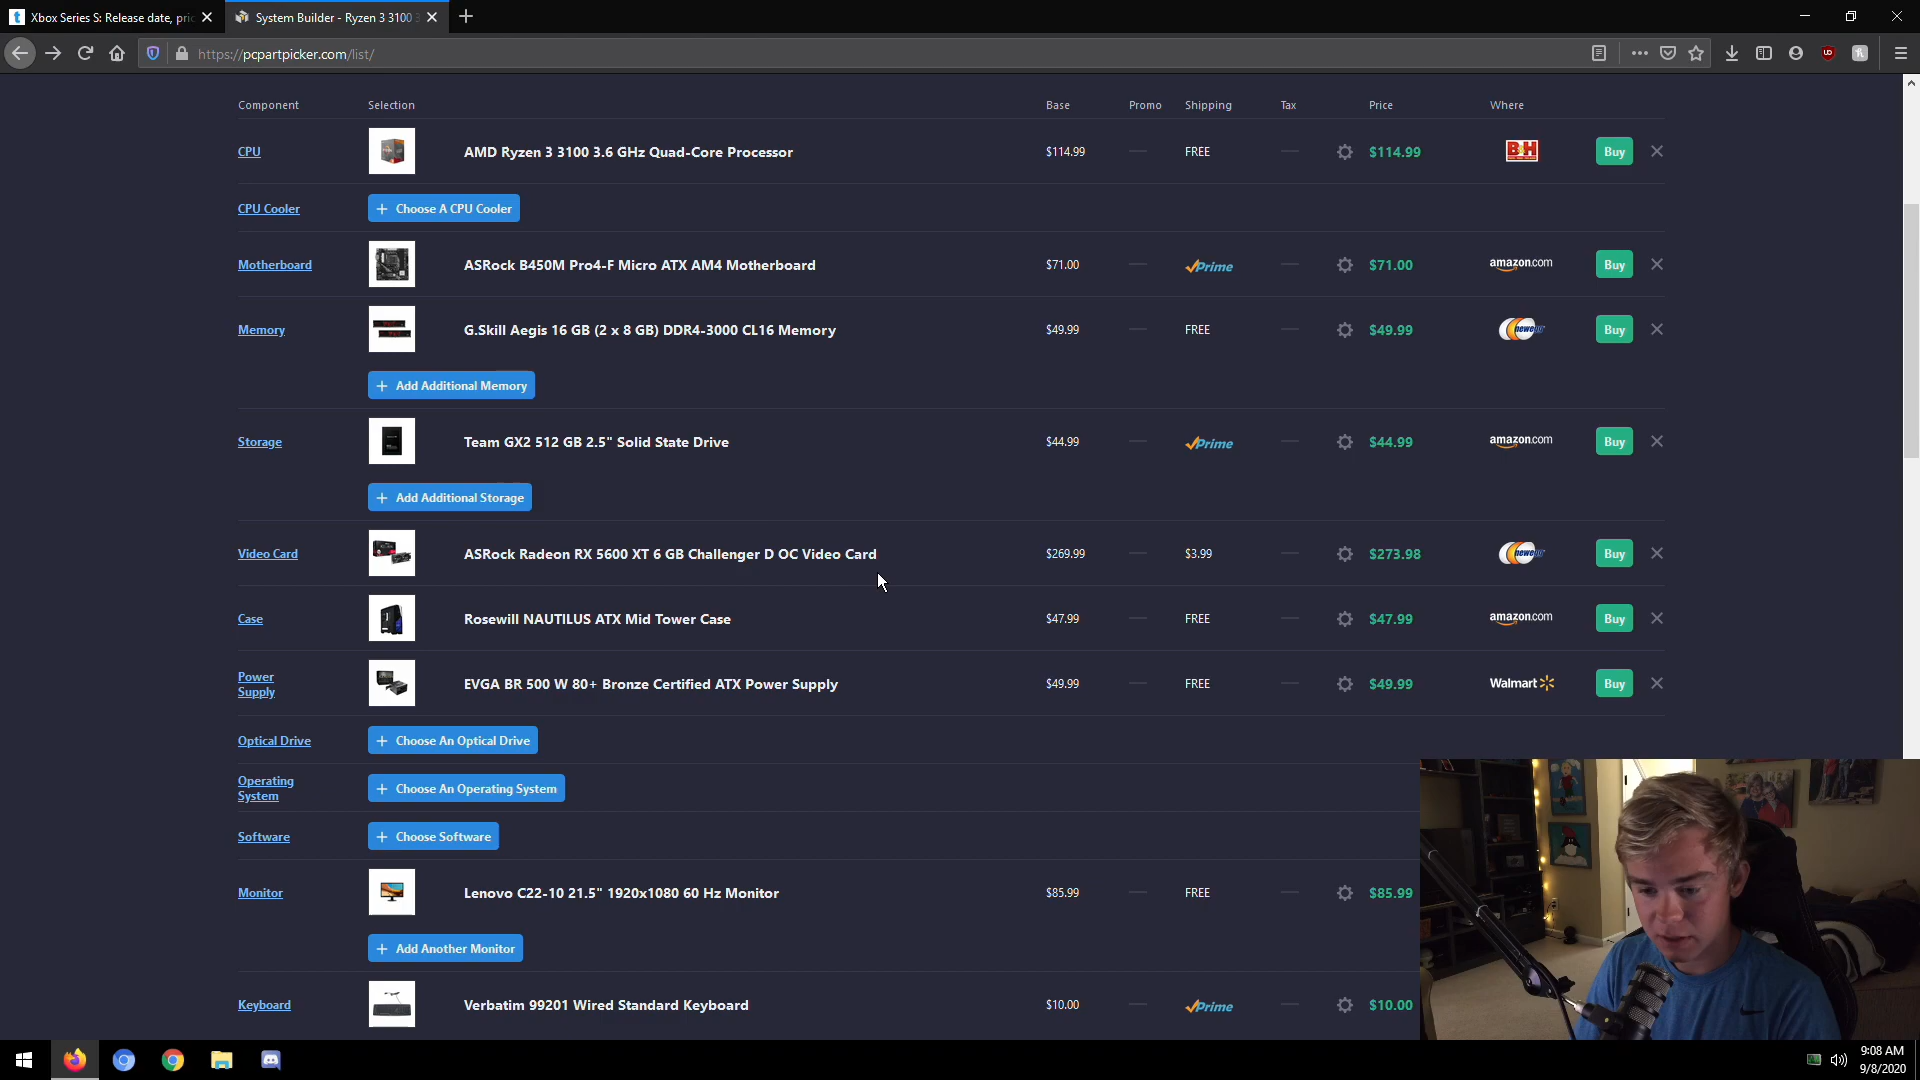 Xbox Series S: Release date, pric
System Builder - Ryzen 3 3100 3
https://pcpartpicker.com/list/
Component Selection Base Promo Shipping Tax Price Where
CPU AMD Ryzen 3 3100 3.6 GHz Quad-Core Processor $114.99 — FREE — $114.99 B&H Buy
CPU Cooler + Choose A CPU Cooler
Motherboard ASRock B450M Pro4-F Micro ATX AM4 Motherboard $71.00 — Prime — $71.00 amazon.com Buy
Memory G.Skill Aegis 16 GB (2 x 8 GB) DDR4-3000 CL16 Memory $49.99 — FREE — $49.99 newegg Buy
+ Add Additional Memory
Storage Team GX2 512 GB 2.5" Solid State Drive $44.99 — Prime — $44.99 amazon.com Buy
+ Add Additional Storage
Video Card ASRock Radeon RX 5600 XT 6 GB Challenger D OC Video Card $269.99 — $3.99 — $273.98 newegg Buy
Case Rosewill NAUTILUS ATX Mid Tower Case $47.99 — FREE — $47.99 amazon.com Buy
Power
Supply
EVGA BR 500 W 80+ Bronze Certified ATX Power Supply $49.99 — FREE — $49.99 Walmart Buy
Optical Drive + Choose An Optical Drive
Operating
System
+ Choose An Operating System
Software + Choose Software
Monitor Lenovo C22-10 21.5" 1920x1080 60 Hz Monitor $85.99 — FREE — $85.99
+ Add Another Monitor
Keyboard Verbatim 99201 Wired Standard Keyboard $10.00 — Prime — $10.00
9:08 AM
9/8/2020